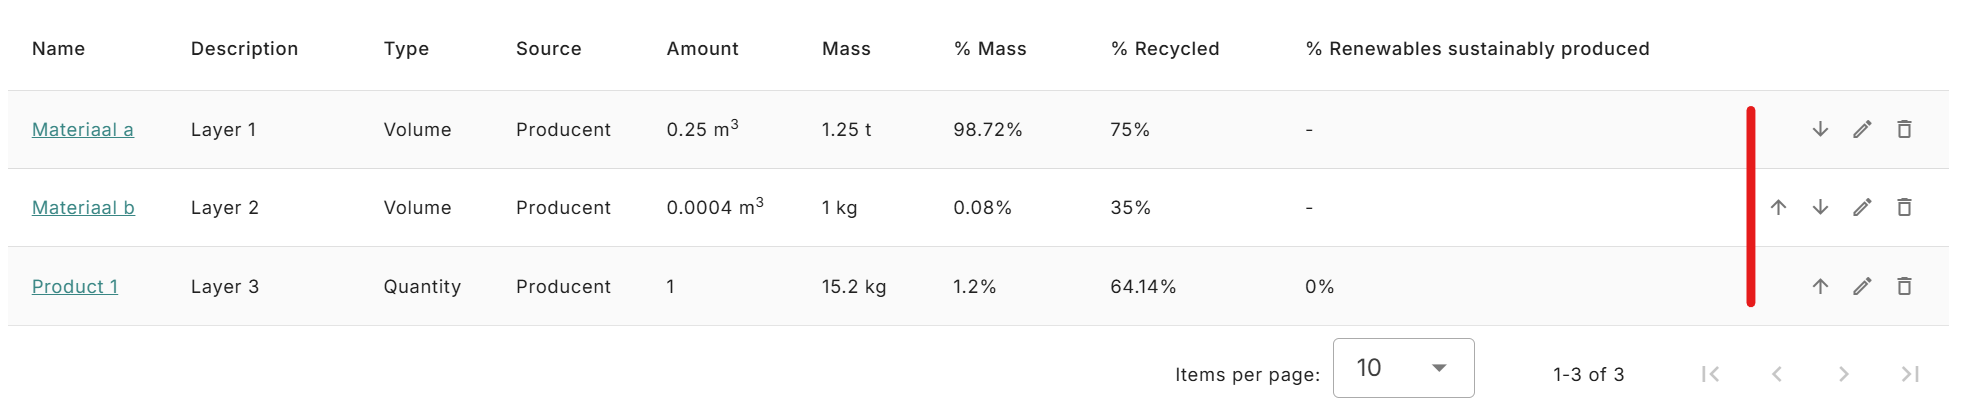 Name Description Type Source Amount Mass % Mass % Recycled % Renewables sustainably produced
Materiaal a Layer 1 Volume Producent 0.25 m³ 1.25 t 98.72% 75% -
Materiaal b Layer 2 Volume Producent 0.0004 m³ 1 kg 0.08% 35% -
Product 1 Layer 3 Quantity Producent 1 15.2 kg 1.2% 64.14% 0%
Items per page: 10 1-3 of 3